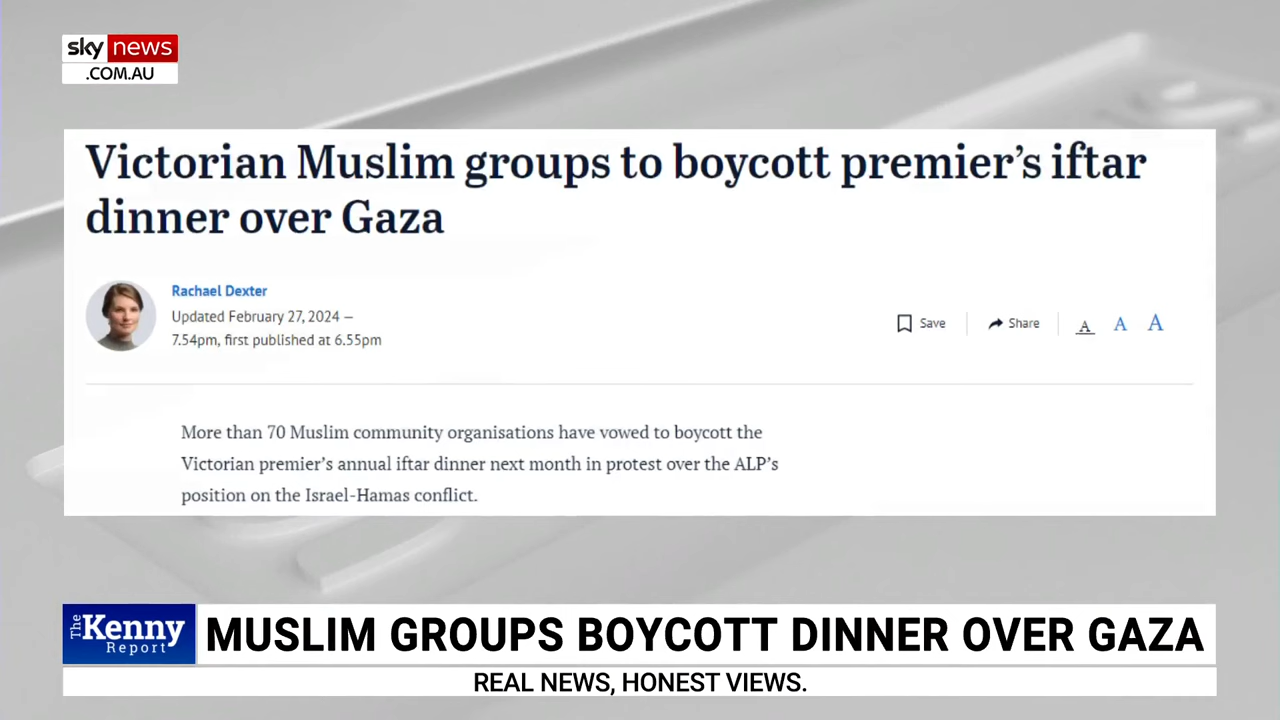 sky news
.COM.AU
Victorian Muslim groups to boycott premier's iftar
dinner over Gaza
Rachael Dexter
Updated February 27, 2024 –
7.54pm, first published at 6.55pm
Save
Share
A A A
More than 70 Muslim community organisations have vowed to boycott the
Victorian premier's annual iftar dinner next month in protest over the ALP's
position on the Israel-Hamas conflict.
The Kenny Report
MUSLIM GROUPS BOYCOTT DINNER OVER GAZA
REAL NEWS, HONEST VIEWS.